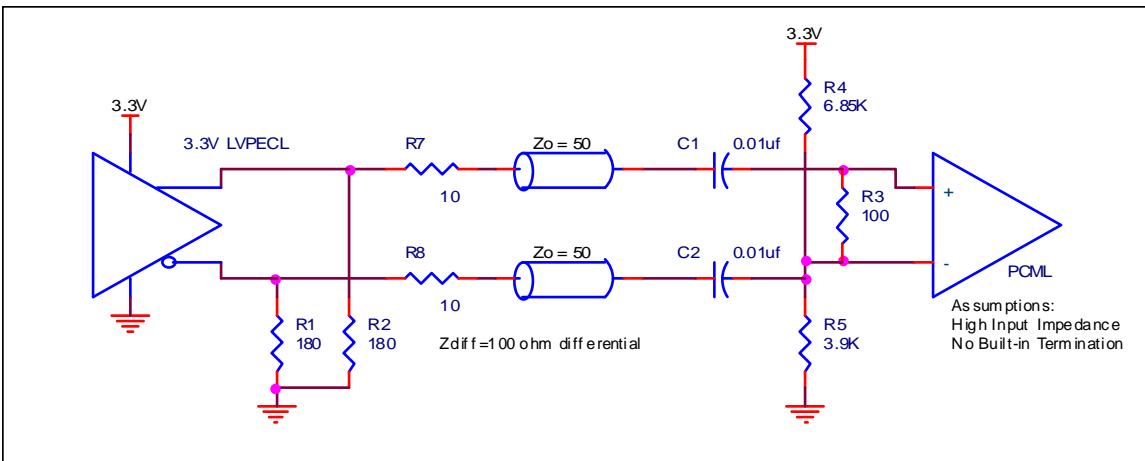 3.3V
R4
6.85K
3.3V
3.3V LVPECL
R7
Zo = 50
C1
0.01uf
10
R3
100
+
R8
Zo = 50
C2
0.01uf
-
10
PCML
R1
180
R2
180
Zdiff=100 ohm differential
R5
3.9K
Assumptions:
High Input Impedance
No Built-in Termination